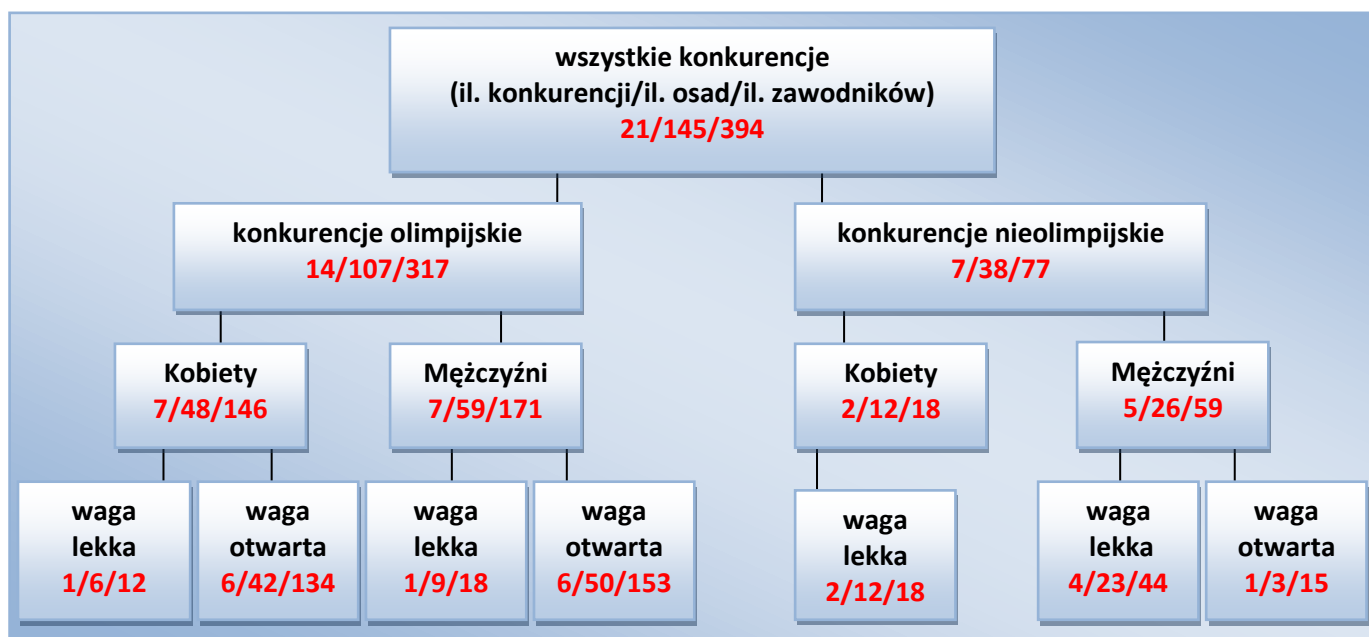 wszystkie konkurencje
(il. konkurencji/il. osad/il. zawodników)
21/145/394
konkurencje olimpijskie
14/107/317
konkurencje nieolimpijskie
7/38/77
Kobiety
7/48/146
Mężczyźni
7/59/171
Kobiety
2/12/18
Mężczyźni
5/26/59
waga
lekka
1/6/12
waga
otwarta
6/42/134
waga
lekka
1/9/18
waga
otwarta
6/50/153
waga
lekka
2/12/18
waga
lekka
4/23/44
waga
otwarta
1/3/15